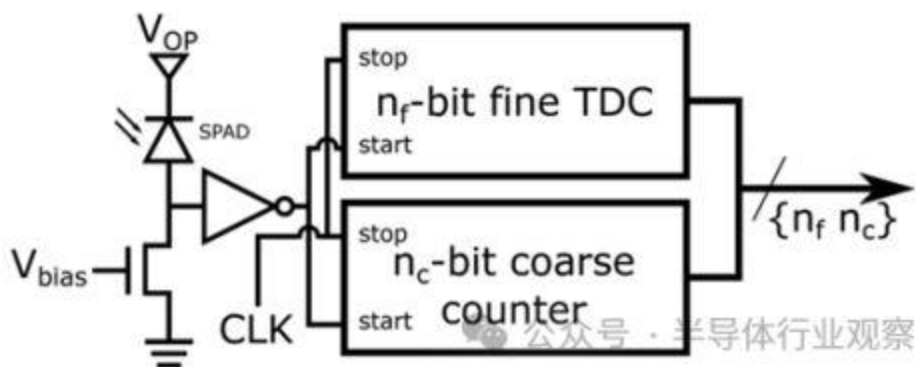 V_OP
SPAD
V_bias
CLK
stop
n_f-bit fine TDC
start
stop
n_c-bit coarse
counter
start
{n_f n_c}
公众号 · 半导体行业观察